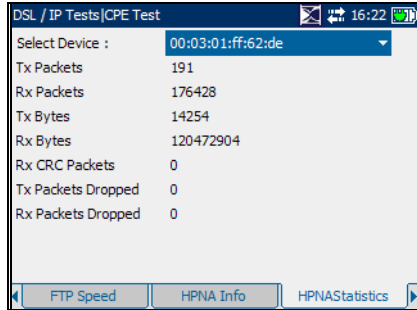 DSL / IP Tests|CPE Test 16:22
Select Device : 00:03:01:ff:62:de
Tx Packets 191
Rx Packets 176428
Tx Bytes 14254
Rx Bytes 120472904
Rx CRC Packets 0
Tx Packets Dropped 0
Rx Packets Dropped 0
FTP Speed HPNA Info HPNAStatistics